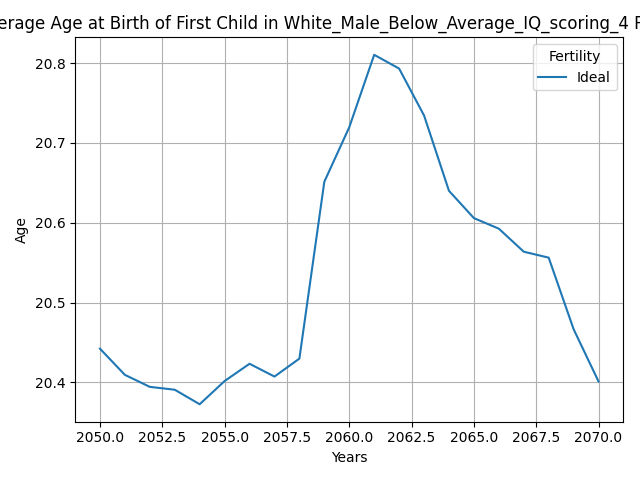 erage Age at Birth of First Child in White_Male_Below_Average_IQ_scoring_4
Fertility
Ideal
20.8
20.7
20.6
20.5
20.4
Age
2050.0 2052.5 2055.0 2057.5 2060.0 2062.5 2065.0 2067.5 2070.0
Years